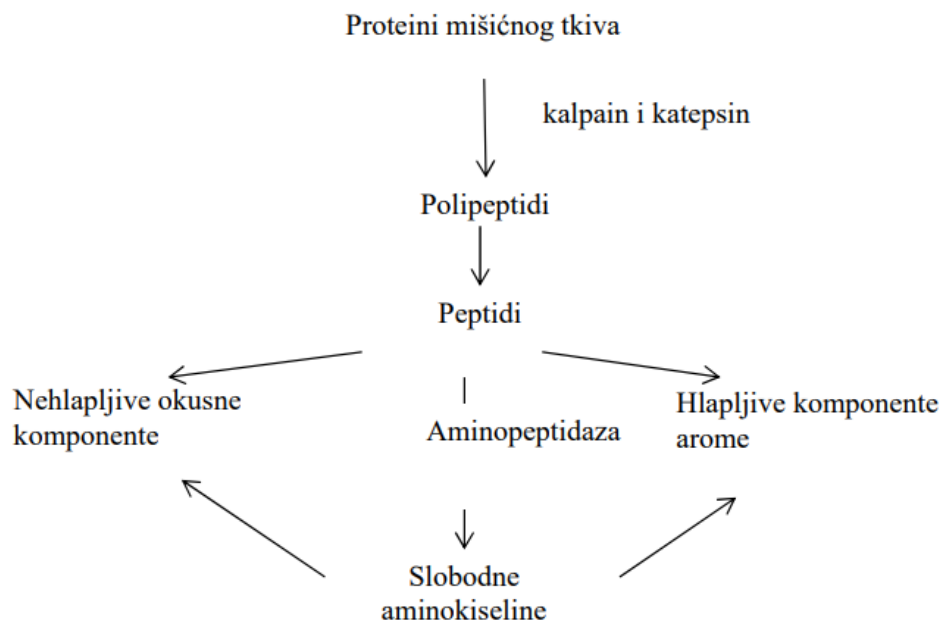 Proteini mišićnog tkiva
kalpain i katepsin
Polipeptidi
Peptidi
Nehlapljive okusne
komponente
Aminopeptidaza
Hlapljive komponente
arome
Slobodne
aminokiseline